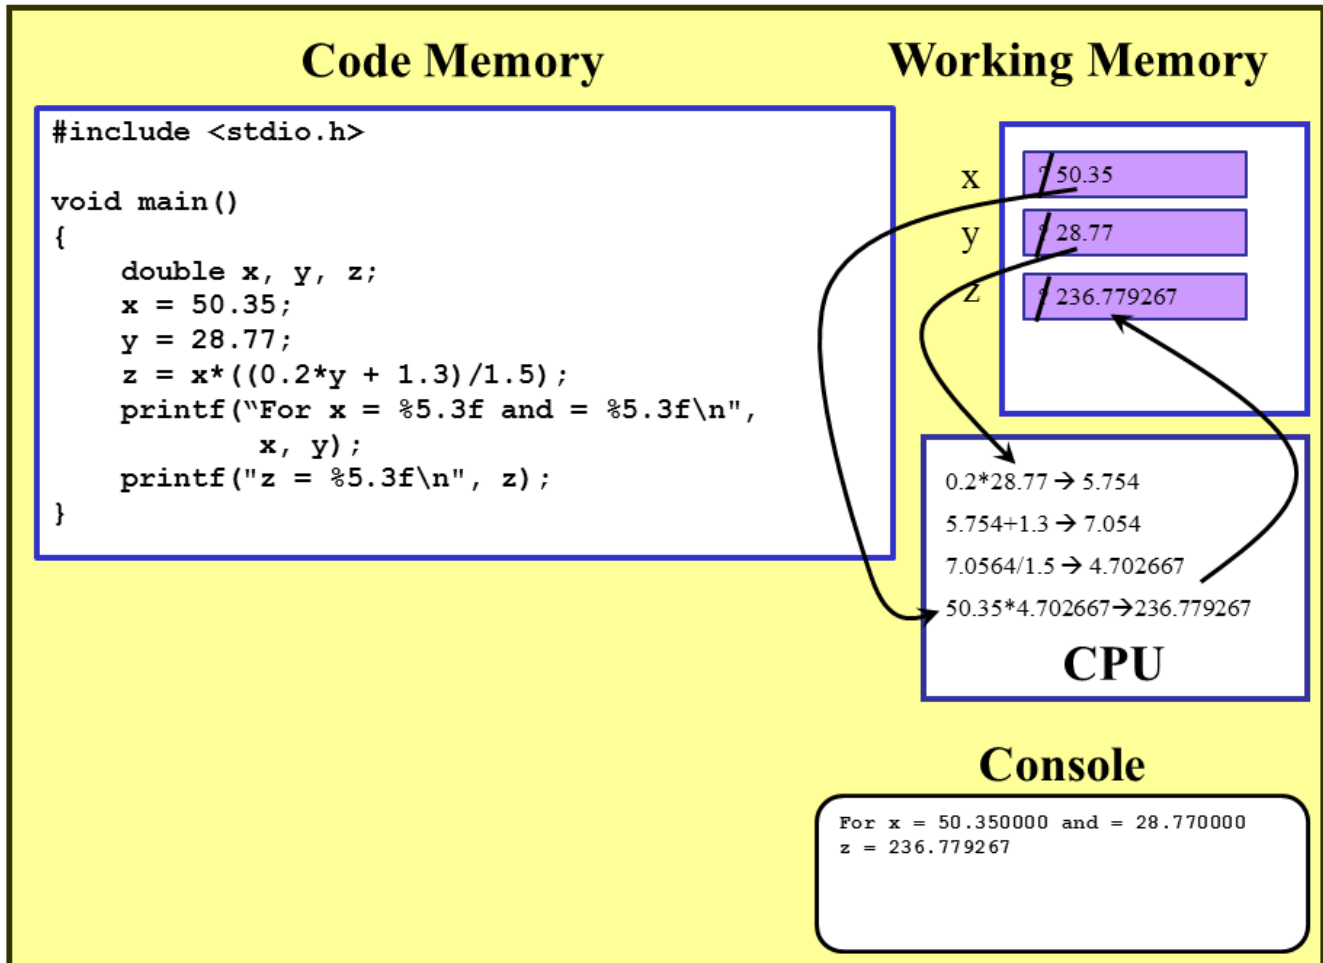 Code Memory
Working Memory
#include <stdio.h>
void main()
{
double x, y, z;
x = 50.35;
y = 28.77;
z = x*((0.2*y + 1.3)/1.5);
printf(“For x = %5.3f and = %5.3f\n",
x, y);
printf("z = %5.3f\n", z);
}
x ? 50.35
y ? 28.77
z ? 236.779267
0.2*28.77 → 5.754
5.754+1.3 → 7.054
7.0564/1.5 → 4.702667
50.35*4.702667→236.779267
CPU
Console
For x = 50.350000 and = 28.770000
z = 236.779267